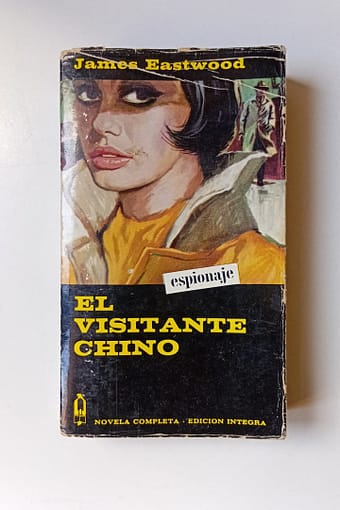 James Eastwood
espionaje
EL
VISITANTE
CHINO
NOVELA COMPLETA - EDICION INTEGRA